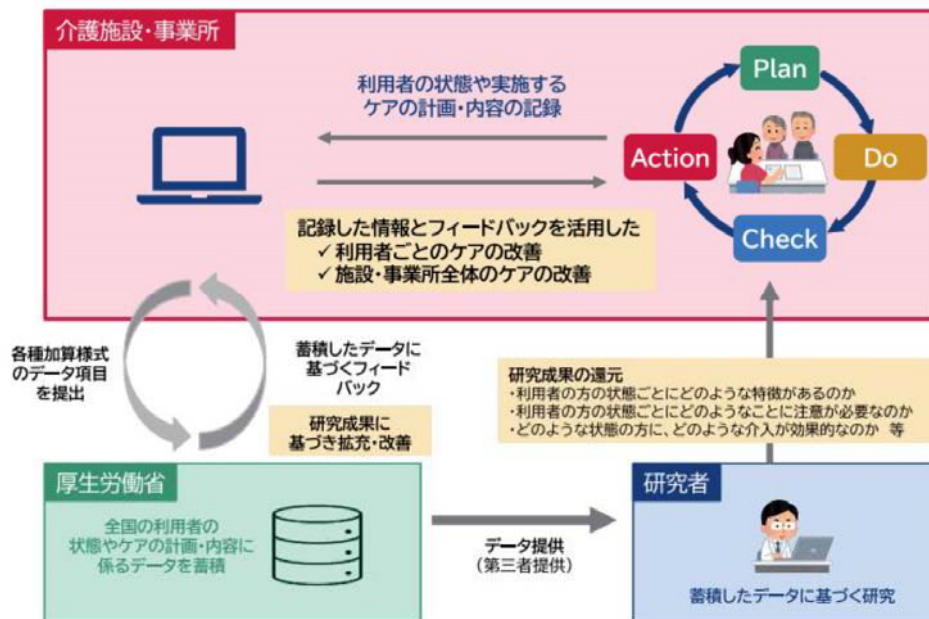 介護施設・事業所
利用者の状態や実施する
ケアの計画・内容の記録
Plan
Do
Check
Action
記録した情報とフィードバックを活用した
✓ 利用者ごとのケアの改善
✓ 施設・事業所全体のケアの改善
各種加算様式
のデータ項目
を提出
蓄積したデータに
基づくフィード
バック
研究成果に
基づき拡充・改善
研究成果の還元
・利用者の方の状態ごとにどのような特徴があるのか
・利用者の方の状態ごとにどのようなことに注意が必要なのか
・どのような状態の方に、どのような介入が効果的なのか 等
厚生労働省
全国の利用者の
状態やケアの計画・内容に
係るデータを蓄積
データ提供
(第三者提供)
研究者
蓄積したデータに基づく研究